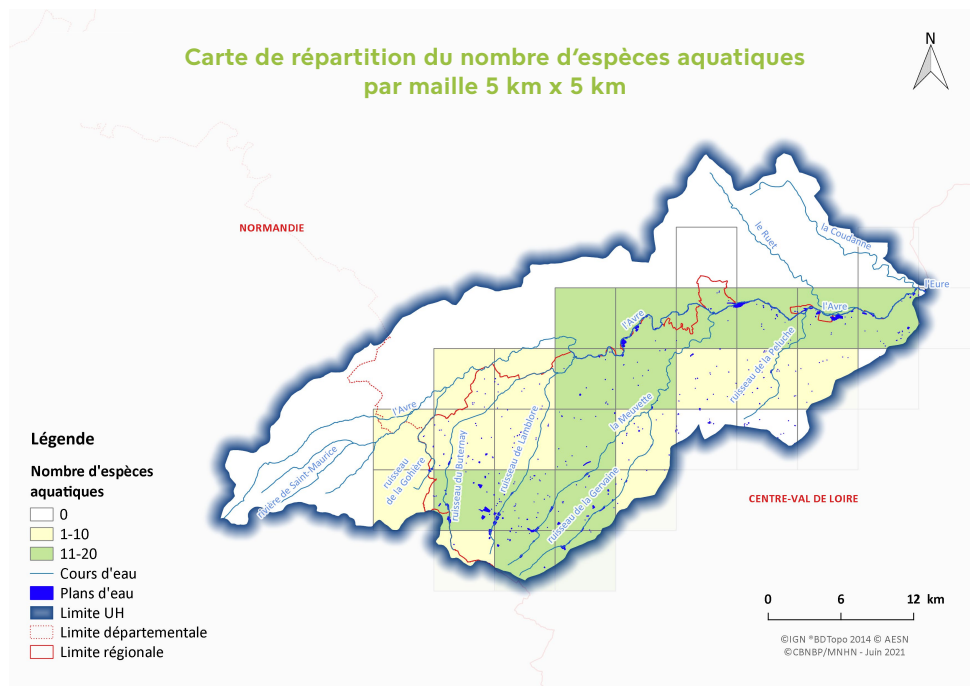 Carte de répartition du nombre d'espèces aquatiques
par maille 5 km x 5 km
N
NORMANDIE
le Ruet
la Coudanne
l'Eure
l'Avre
l'Avre
ruisseau de la Peluche
l'Avre
la Meuvette
ruisseau de Lamblore
ruisseau du Buternay
ruisseau
de la Gohière
rivière de Saint-Maurice
ruisseau de la Gervaine
CENTRE-VAL DE LOIRE
Légende
Nombre d'espèces
aquatiques
0
1-10
11-20
Cours d'eau
Plans d'eau
Limite UH
Limite départementale
Limite régionale
0 6 12 km
©IGN ®BDTopo 2014 © AESN
©CBNBP/MNHN - Juin 2021